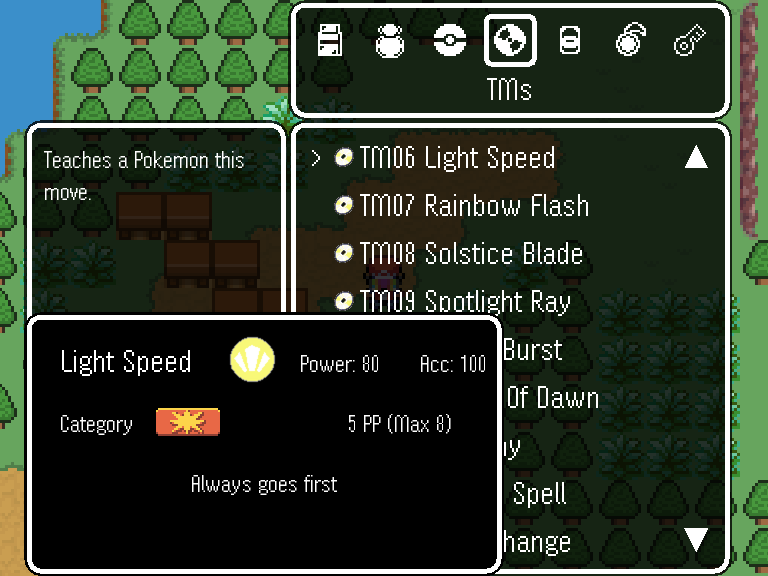 TMs
Teaches a Pokemon this
move.
> TM06 Light Speed
TM07 Rainbow Flash
TM08 Solstice Blade
TM09 Spotlight Ray
Burst
Of Dawn
Spell
Light Speed
Power: 80
Acc: 100
Category
5 PP (Max 8)
Always goes first